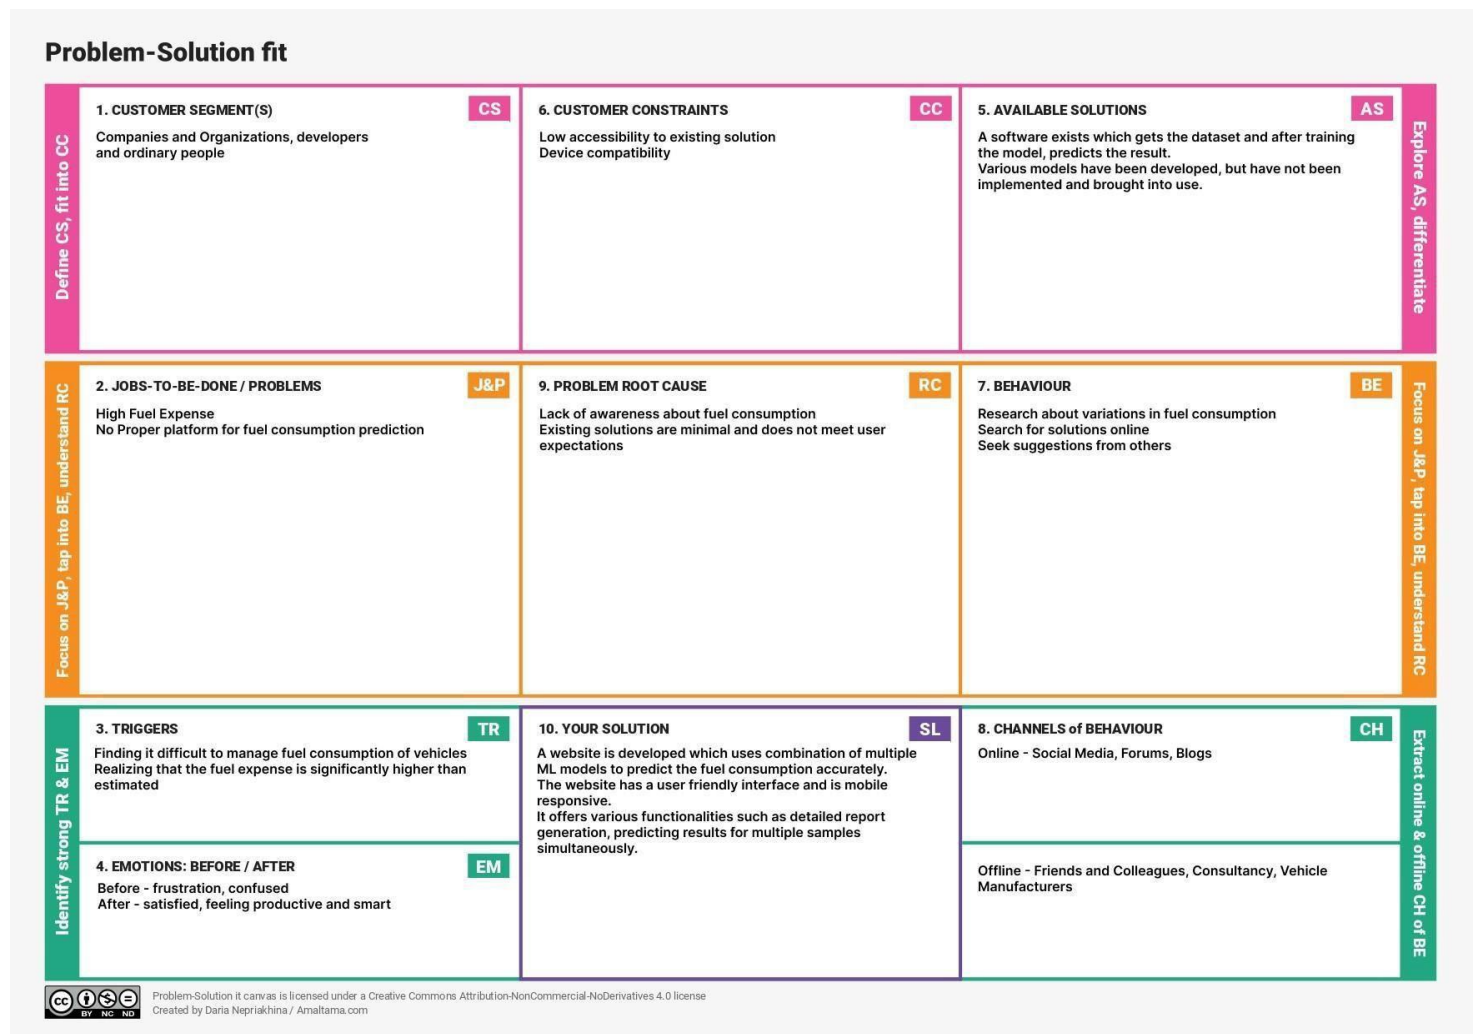 Problem-Solution fit
Define CS, fit into CC
1. CUSTOMER SEGMENT(S)
CS
Companies and Organizations, developers
and ordinary people
6. CUSTOMER CONSTRAINTS
CC
Low accessibility to existing solution
Device compatibility
5. AVAILABLE SOLUTIONS
AS
A software exists which gets the dataset and after training
the model, predicts the result.
Various models have been developed, but have not been
implemented and brought into use.
Explore AS, differentiate
Focus on J&P, tap into BE, understand RC
2. JOBS-TO-BE-DONE / PROBLEMS
J&P
High Fuel Expense
No Proper platform for fuel consumption prediction
9. PROBLEM ROOT CAUSE
RC
Lack of awareness about fuel consumption
Existing solutions are minimal and does not meet user
expectations
7. BEHAVIOUR
BE
Research about variations in fuel consumption
Search for solutions online
Seek suggestions from others
Focus on J&P, tap into BE, understand RC
Identify strong TR & EM
3. TRIGGERS
TR
Finding it difficult to manage fuel consumption of vehicles
Realizing that the fuel expense is significantly higher than
estimated
4. EMOTIONS: BEFORE / AFTER
EM
Before - frustration, confused
After - satisfied, feeling productive and smart
10. YOUR SOLUTION
SL
A website is developed which uses combination of multiple
ML models to predict the fuel consumption accurately.
The website has a user friendly interface and is mobile
responsive.
It offers various functionalities such as detailed report
generation, predicting results for multiple samples
simultaneously.
8. CHANNELS of BEHAVIOUR
CH
Online - Social Media, Forums, Blogs
Offline - Friends and Colleagues, Consultancy, Vehicle
Manufacturers
Extract online & offline CH of BE
cc BY NC ND
Problem-Solution it canvas is licensed under a Creative Commons Attribution-NonCommercial-NoDerivatives 4.0 license
Created by Daria Nepriakhina / Amaltama.com